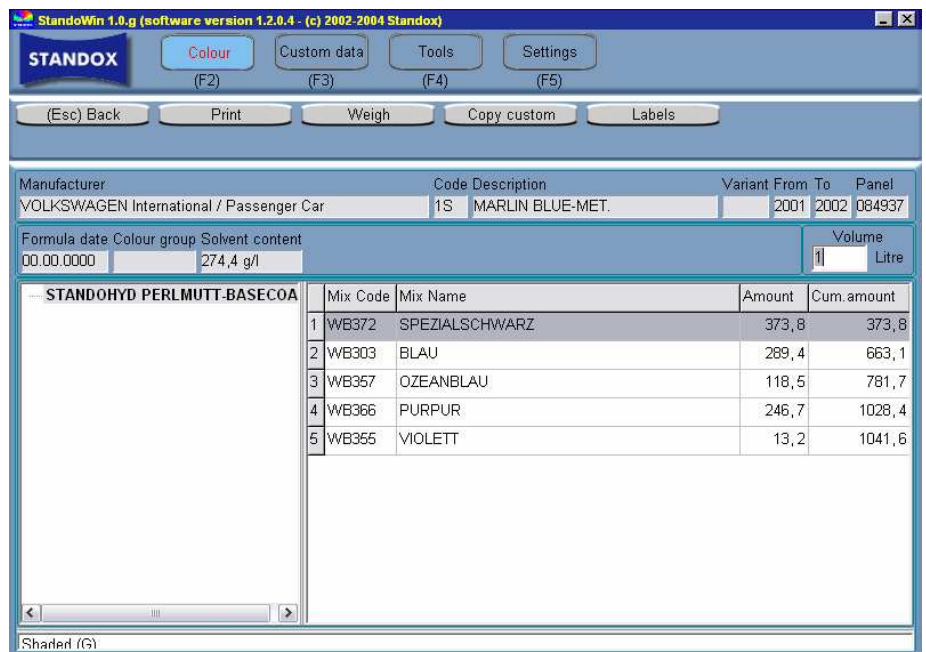 StandoWin 1.0.g (software version 1.2.0.4 - (c) 2002-2004 Standox)
STANDOX
Colour Custom data Tools Settings
(F2) (F3) (F4) (F5)
(Esc) Back Print Weigh Copy custom Labels
Manufacturer Code Description Variant From To Panel
VOLKSWAGEN International / Passenger Car 1S MARLIN BLUE-MET. 2001 2002 084937
Formula date Colour group Solvent content Volume
00.00.0000 274,4 g/l 1 Litre
STANDOHYD PERLMUTT-BASECOA Mix Code Mix Name Amount Cum.amount
1 WB372 SPEZIALSCHWARZ 373,8 373,8
2 WB303 BLAU 289,4 663,1
3 WB357 OZEANBLAU 118,5 781,7
4 WB366 PURPUR 246,7 1028,4
5 WB355 VIOLETT 13,2 1041,6
Shaded (G)